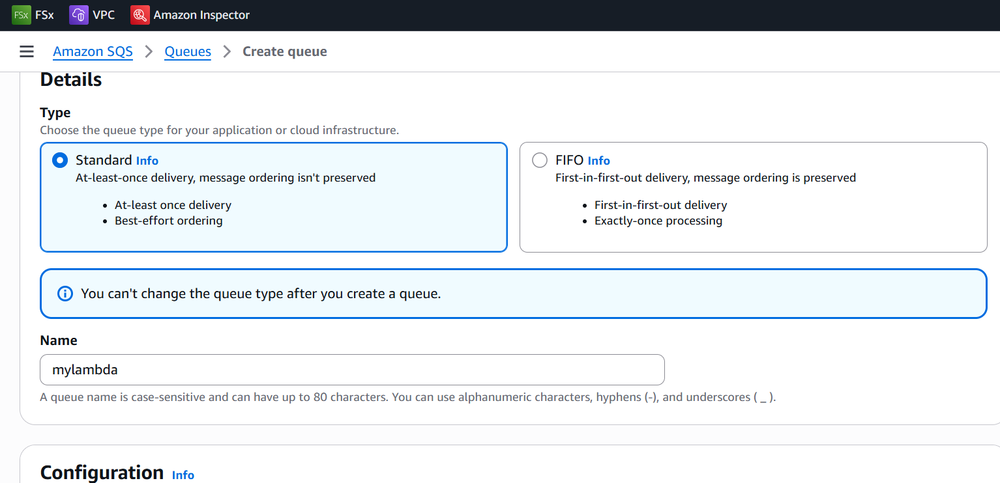 FSx FSx VPC Amazon Inspector
Amazon SQS > Queues > Create queue
Details
Type
Choose the queue type for your application or cloud infrastructure.
Standard Info
At-least-once delivery, message ordering isn't preserved
• At-least once delivery
• Best-effort ordering
FIFO Info
First-in-first-out delivery, message ordering is preserved
• First-in-first-out delivery
• Exactly-once processing
You can't change the queue type after you create a queue.
Name
mylambda
A queue name is case-sensitive and can have up to 80 characters. You can use alphanumeric characters, hyphens (-), and underscores ( _ ).
Configuration Info